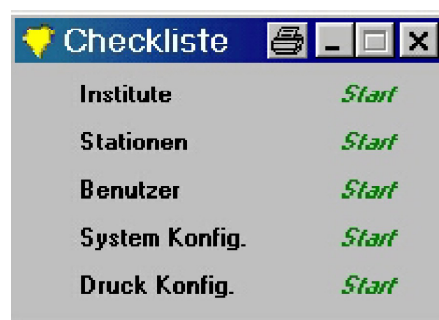 Checkliste
Institute Start
Stationen Start
Benutzer Start
System Konfig. Start
Druck Konfig. Start